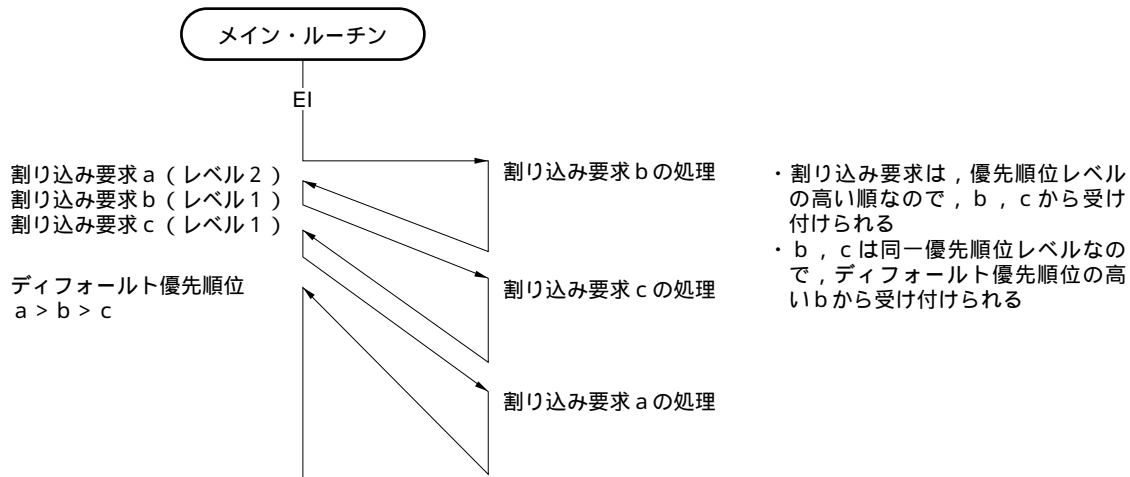 メイン・ルーチン
EI
割り込み要求a（レベル2）
割り込み要求b（レベル1）
割り込み要求c（レベル1）
ディフォールト優先順位
a＞b＞c
割り込み要求bの処理
割り込み要求cの処理
割り込み要求aの処理
・割り込み要求は，優先順位レベル
の高い順なので，b，cから受け
付けられる
・b，cは同一優先順位レベルなの
で，ディフォールト優先順位の高
いbから受け付けられる